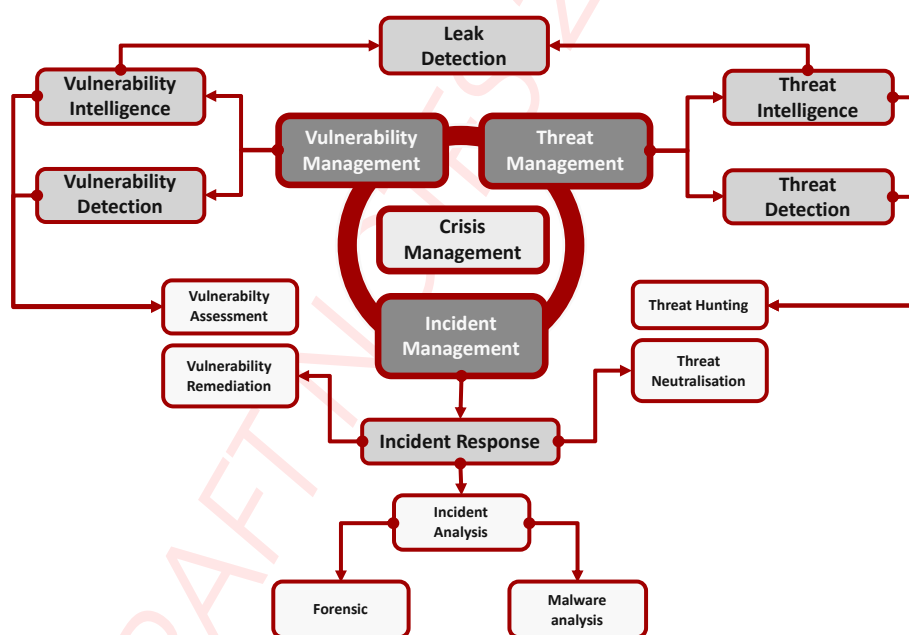 Leak
Detection
Vulnerability
Intelligence
Threat
Intelligence
Vulnerability
Management
Threat
Management
Vulnerability
Detection
Threat
Detection
Crisis
Management
Vulnerabilty
Assessment
Threat Hunting
Incident
Management
Vulnerability
Remediation
Threat
Neutralisation
Incident Response
Incident
Analysis
Forensic
Malware
analysis